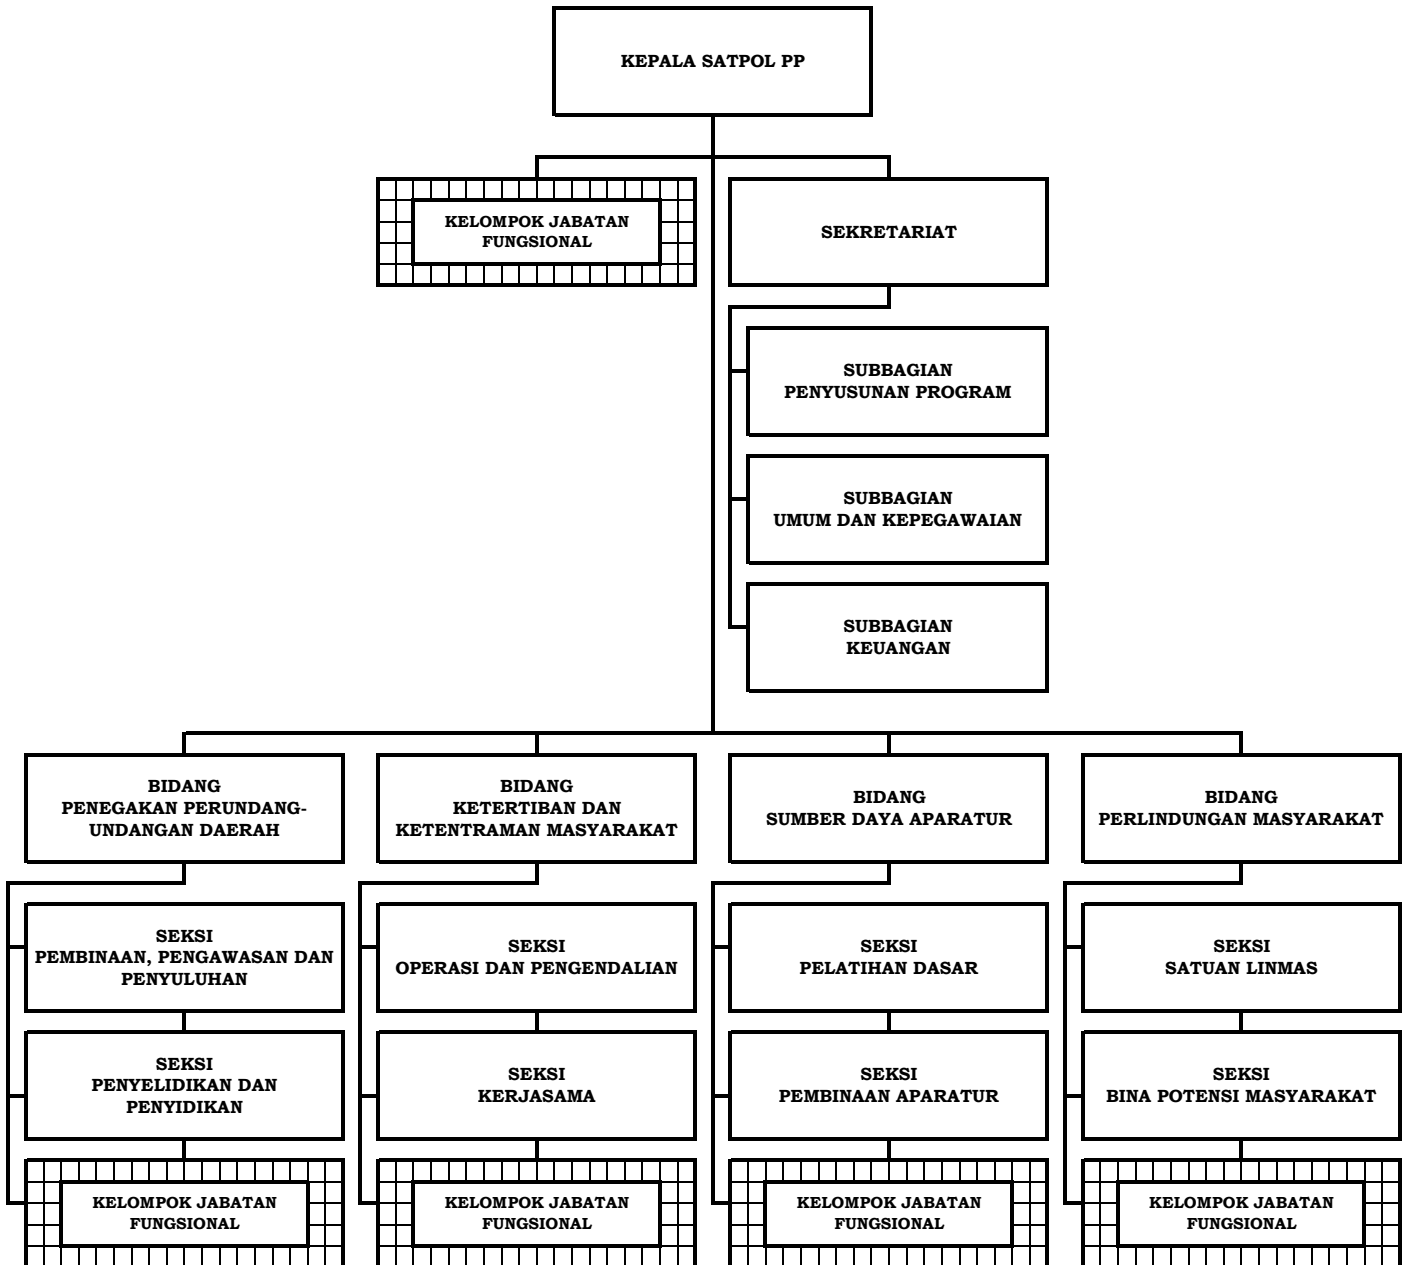 KEPALA SATPOL PP
KELOMPOK JABATAN
FUNGSIONAL
SEKRETARIAT
SUBBAGIAN
PENYUSUNAN PROGRAM
SUBBAGIAN
UMUM DAN KEPEGAWAIAN
SUBBAGIAN
KEUANGAN
BIDANG
PENEGAKAN PERUNDANG-
UNDANGAN DAERAH
BIDANG
KETERTIBAN DAN
KETENTRAMAN MASYARAKAT
BIDANG
SUMBER DAYA APARATUR
BIDANG
PERLINDUNGAN MASYARAKAT
SEKSI
PEMBINAAN, PENGAWASAN DAN
PENYULUHAN
SEKSI
OPERASI DAN PENGENDALIAN
SEKSI
PELATIHAN DASAR
SEKSI
SATUAN LINMAS
SEKSI
PENYELIDIKAN DAN
PENYIDIKAN
SEKSI
KERJASAMA
SEKSI
PEMBINAAN APARATUR
SEKSI
BINA POTENSI MASYARAKAT
KELOMPOK JABATAN
FUNGSIONAL
KELOMPOK JABATAN
FUNGSIONAL
KELOMPOK JABATAN
FUNGSIONAL
KELOMPOK JABATAN
FUNGSIONAL